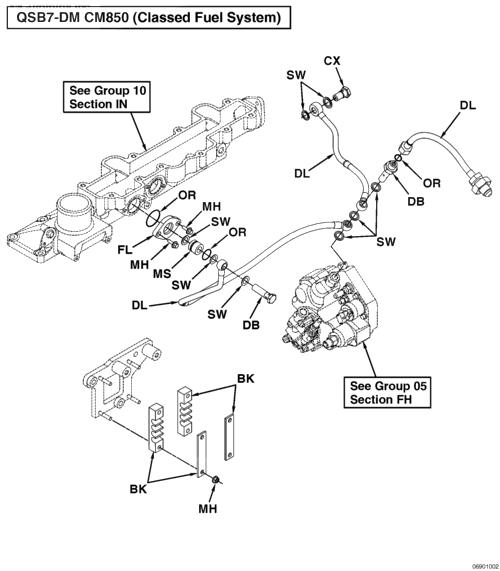 QSB7-DM CM850 (Classed Fuel System)
CX
SW
See Group 10
Section IN
DL
DL
OR
DB
OR
MH
SW
OR
FL
MH
MS
SW
SW
DL
SW
DB
See Group 05
Section FH
BK
BK
MH
06901002